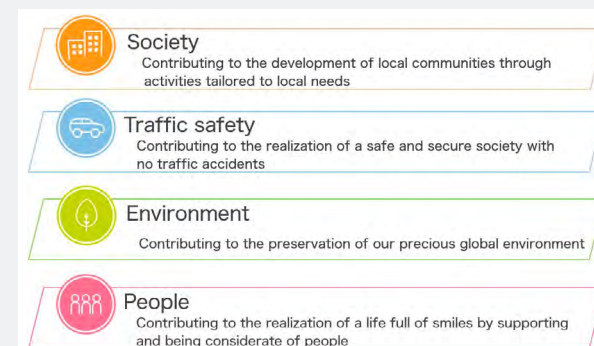 Society
Contributing to the development of local communities through
activities tailored to local needs
Traffic safety
Contributing to the realization of a safe and secure society with
no traffic accidents
Environment
Contributing to the preservation of our precious global environment
People
Contributing to the realization of a life full of smiles by supporting
and being considerate of people